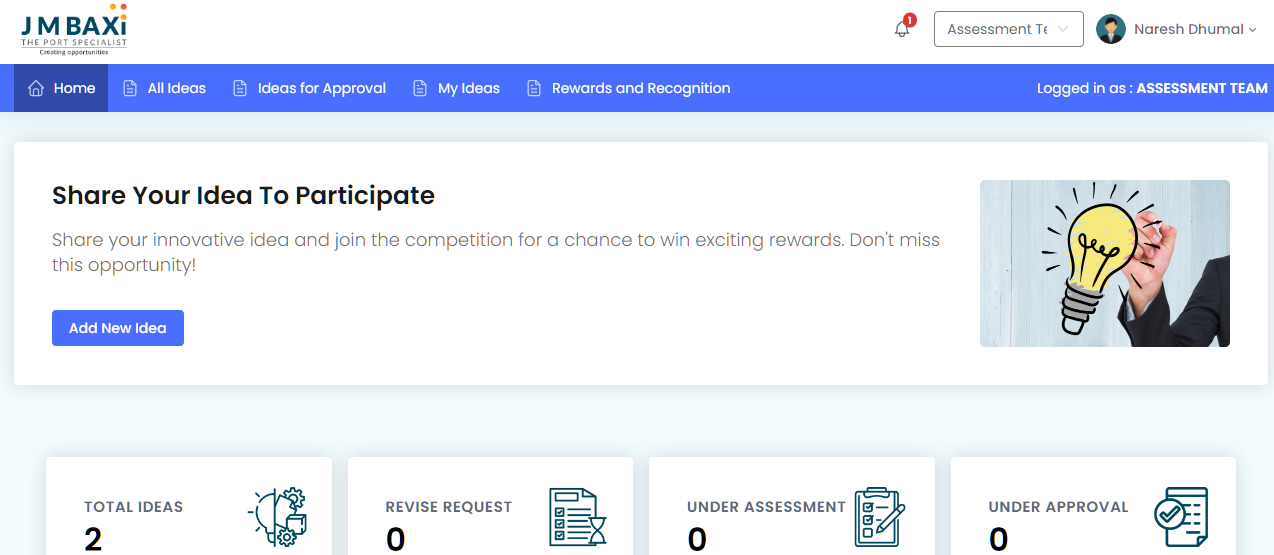 J M BAXi
THE PORT SPECIALIST
Creating opportunities
1
Assessment Te
Naresh Dhumal
Home
All Ideas
Ideas for Approval
My Ideas
Rewards and Recognition
Logged in as : ASSESSMENT TEAM
Share Your Idea To Participate
Share your innovative idea and join the competition for a chance to win exciting rewards. Don't miss
this opportunity!
Add New Idea
TOTAL IDEAS
2
REVISE REQUEST
0
UNDER ASSESSMENT
0
UNDER APPROVAL
0